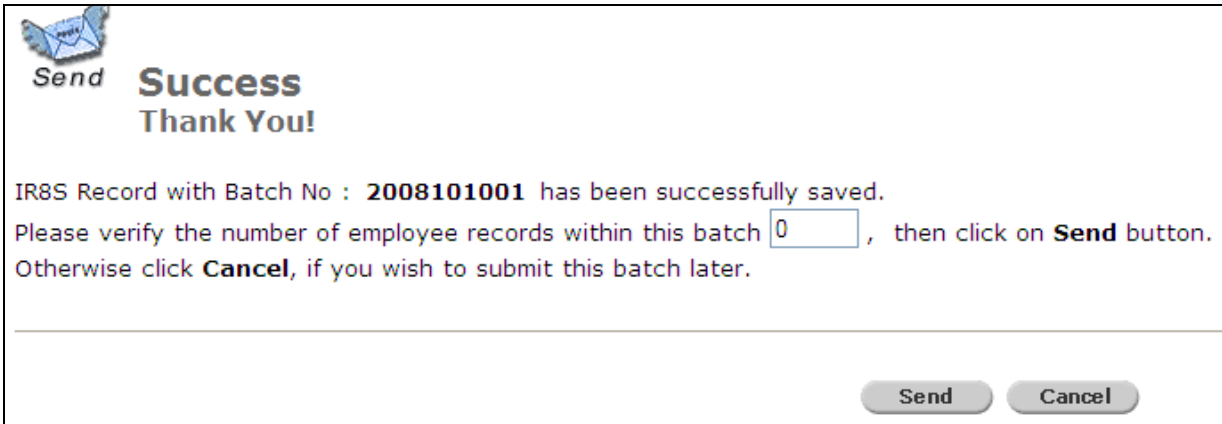 Send
Success
Thank You!
IR8S Record with Batch No : 2008101001 has been successfully saved.
Please verify the number of employee records within this batch 0 , then click on Send button.
Otherwise click Cancel, if you wish to submit this batch later.
Send Cancel